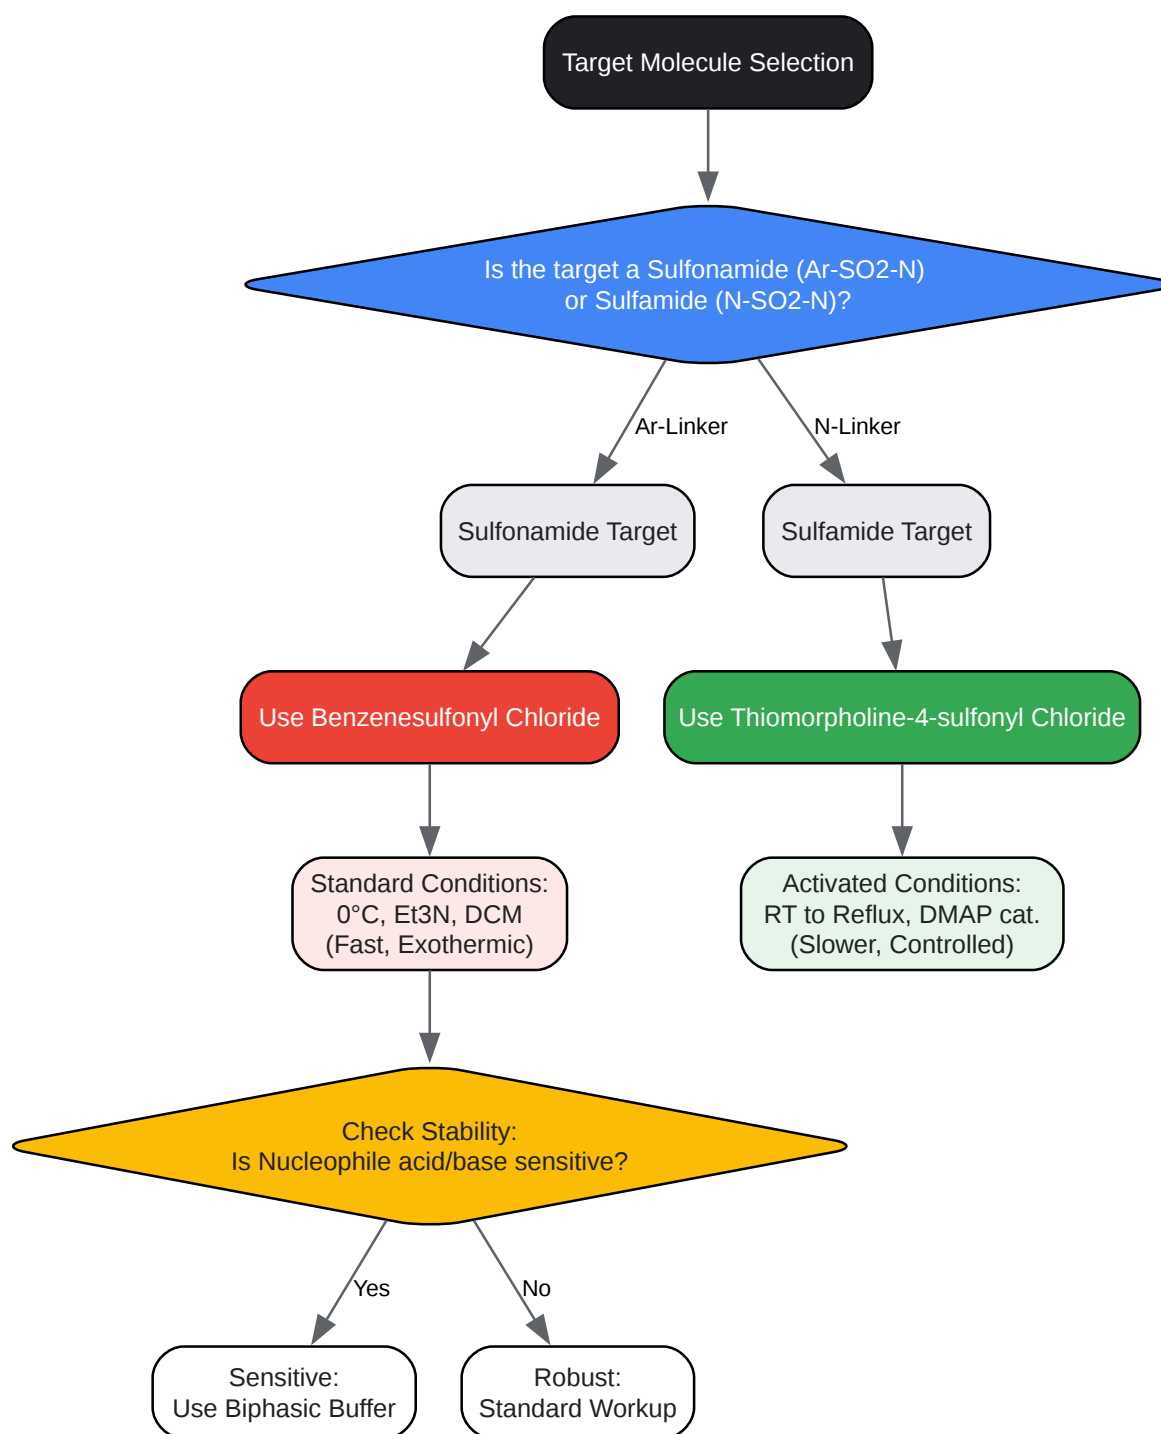 Target Molecule Selection
Is the target a Sulfonamide (Ar-SO2-N)
or Sulfamide (N-SO2-N)?
Ar-Linker
N-Linker
Sulfonamide Target
Sulfamide Target
Use Benzenesulfonyl Chloride
Use Thiomorpholine-4-sulfonyl Chloride
Standard Conditions:
0°C, Et3N, DCM
(Fast, Exothermic)
Activated Conditions:
RT to Reflux, DMAP cat.
(Slower, Controlled)
Check Stability:
Is Nucleophile acid/base sensitive?
Yes
No
Sensitive:
Use Biphasic Buffer
Robust:
Standard Workup